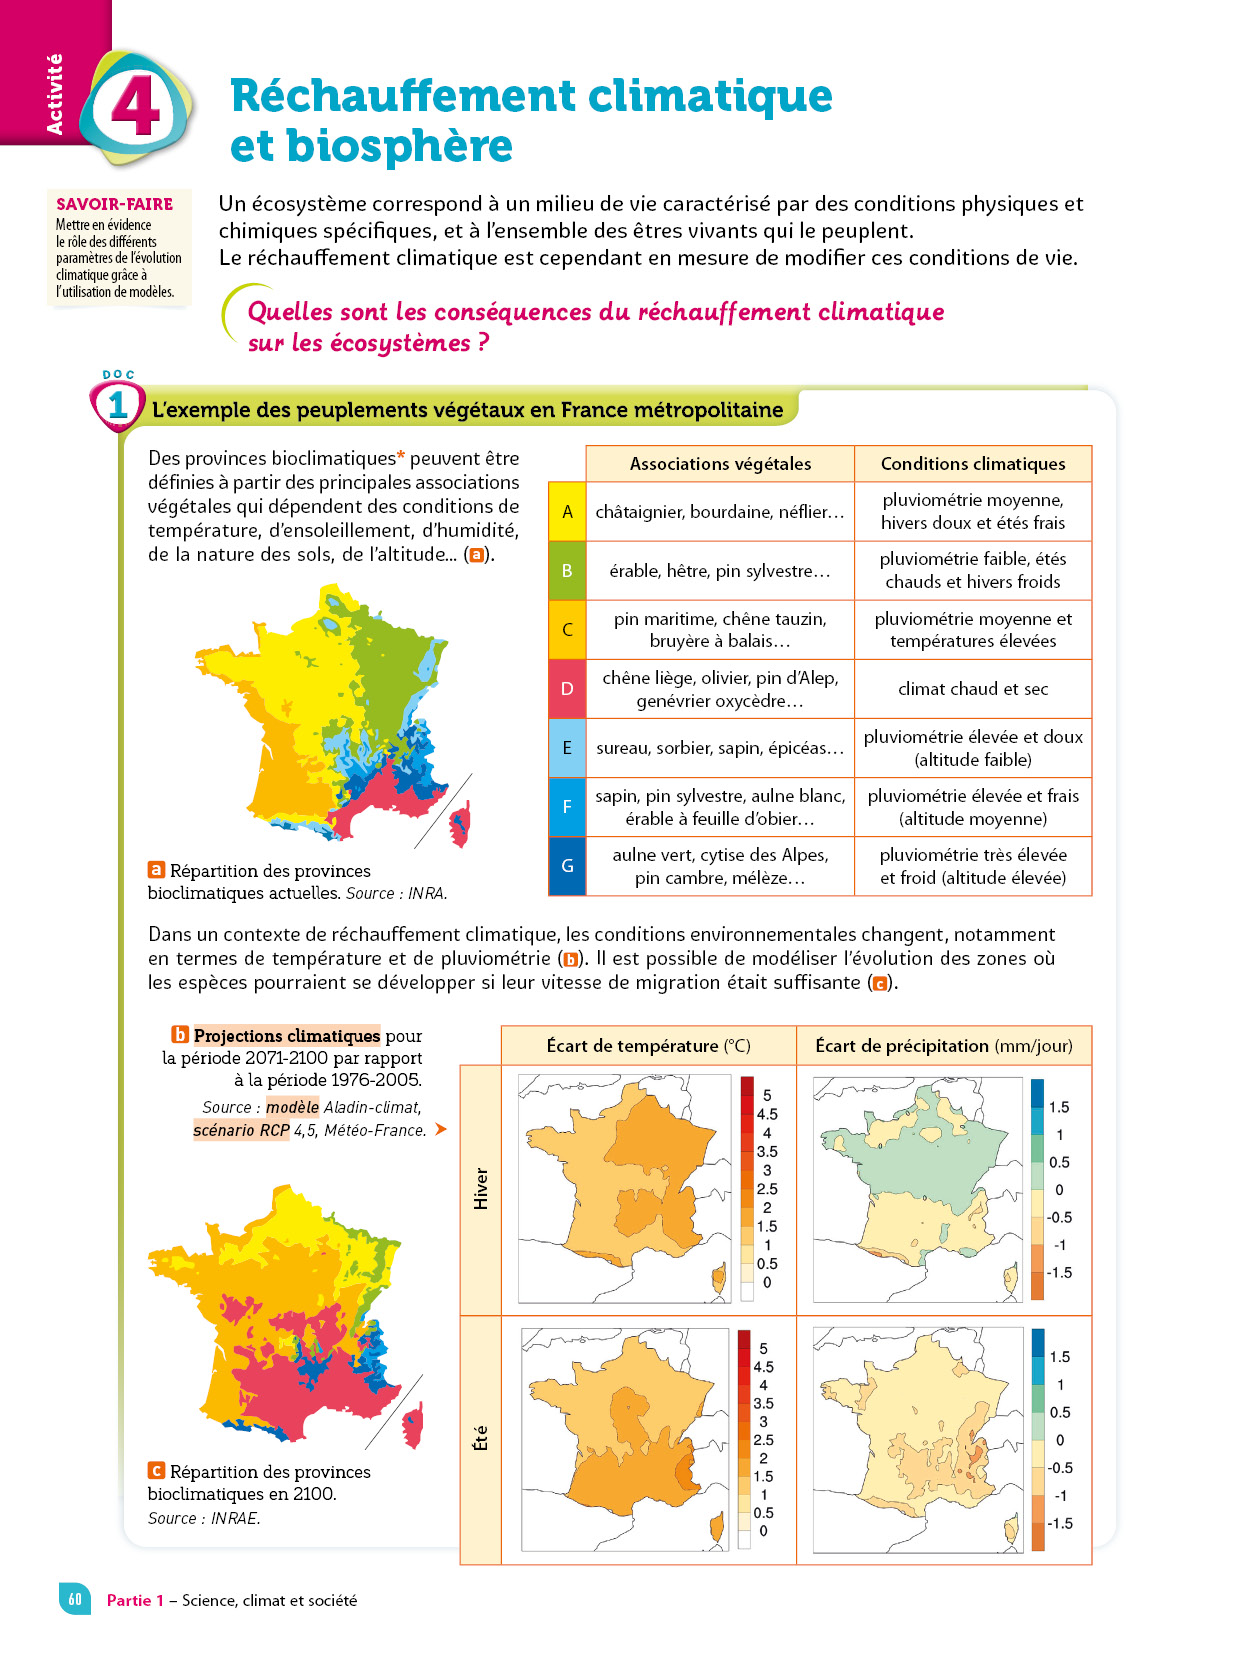 Activité
4
Réchauffement climatique
et biosphère
SAVOIR-FAIRE
Mettre en évidence
le rôle des différents
paramètres de l'évolution
climatique grâce à
l'utilisation de modèles.
Un écosystème correspond à un milieu de vie caractérisé par des conditions physiques et
chimiques spécifiques, et à l'ensemble des êtres vivants qui le peuplent.
Le réchauffement climatique est cependant en mesure de modifier ces conditions de vie.
Quelles sont les conséquences du réchauffement climatique
sur les écosystèmes ?
DOC
1
L'exemple des peuplements végétaux en France métropolitaine
Des provinces bioclimatiques* peuvent être
définies à partir des principales associations
végétales qui dépendent des conditions de
température, d'ensoleillement, d'humidité,
de la nature des sols, de l'altitude... (a).
a Répartition des provinces
bioclimatiques actuelles. Source : INRA.
Associations végétales
Conditions climatiques
A
châtaignier, bourdaine, néflier…
pluviométrie moyenne,
hivers doux et étés frais
B
érable, hêtre, pin sylvestre…
pluviométrie faible, étés
chauds et hivers froids
C
pin maritime, chêne tauzin,
bruyère à balais…
pluviométrie moyenne et
températures élevées
D
chêne liège, olivier, pin d'Alep,
genévrier oxycèdre…
climat chaud et sec
E
sureau, sorbier, sapin, épicéas…
pluviométrie élevée et doux
(altitude faible)
F
sapin, pin sylvestre, aulne blanc,
érable à feuille d'obier…
pluviométrie élevée et frais
(altitude moyenne)
G
aulne vert, cytise des Alpes,
pin cambre, mélèze…
pluviométrie très élevée
et froid (altitude élevée)
Dans un contexte de réchauffement climatique, les conditions environnementales changent, notamment
en termes de température et de pluviométrie (b). Il est possible de modéliser l'évolution des zones où
les espèces pourraient se développer si leur vitesse de migration était suffisante (c).
b Projections climatiques pour
la période 2071-2100 par rapport
à la période 1976-2005.
Source : modèle Aladin-climat,
scénario RCP 4,5, Météo-France.
c Répartition des provinces
bioclimatiques en 2100.
Source : INRAE.
Écart de température (°C)
Écart de précipitation (mm/jour)
Hiver
5
4.5
4
3.5
3
2.5
2
1.5
1
0.5
0
1.5
1
0.5
0
-0.5
-1
-1.5
Été
5
4.5
4
3.5
3
2.5
2
1.5
1
0.5
0
1.5
1
0.5
0
-0.5
-1
-1.5
60
Partie 1 – Science, climat et société